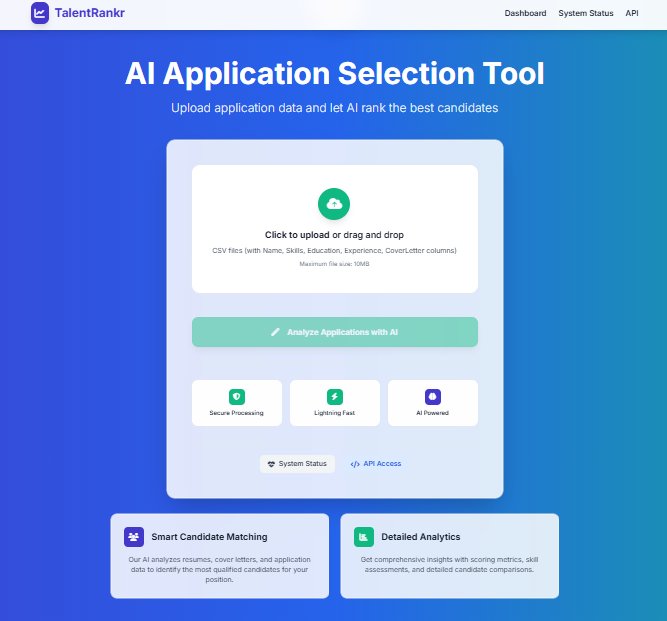 TalentRankr
Dashboard System Status API
AI Application Selection Tool
Upload application data and let AI rank the best candidates
Click to upload or drag and drop
CSV files (with Name, Skills, Education, Experience, CoverLetter columns)
Maximum file size: 10MB
Analyze Applications with AI
Secure Processing
Lightning Fast
AI Powered
System Status
API Access
Smart Candidate Matching
Our AI analyzes resumes, cover letters, and application
data to identify the most qualified candidates for your
position.
Detailed Analytics
Get comprehensive insights with scoring metrics, skill
assessments, and detailed candidate comparisons.